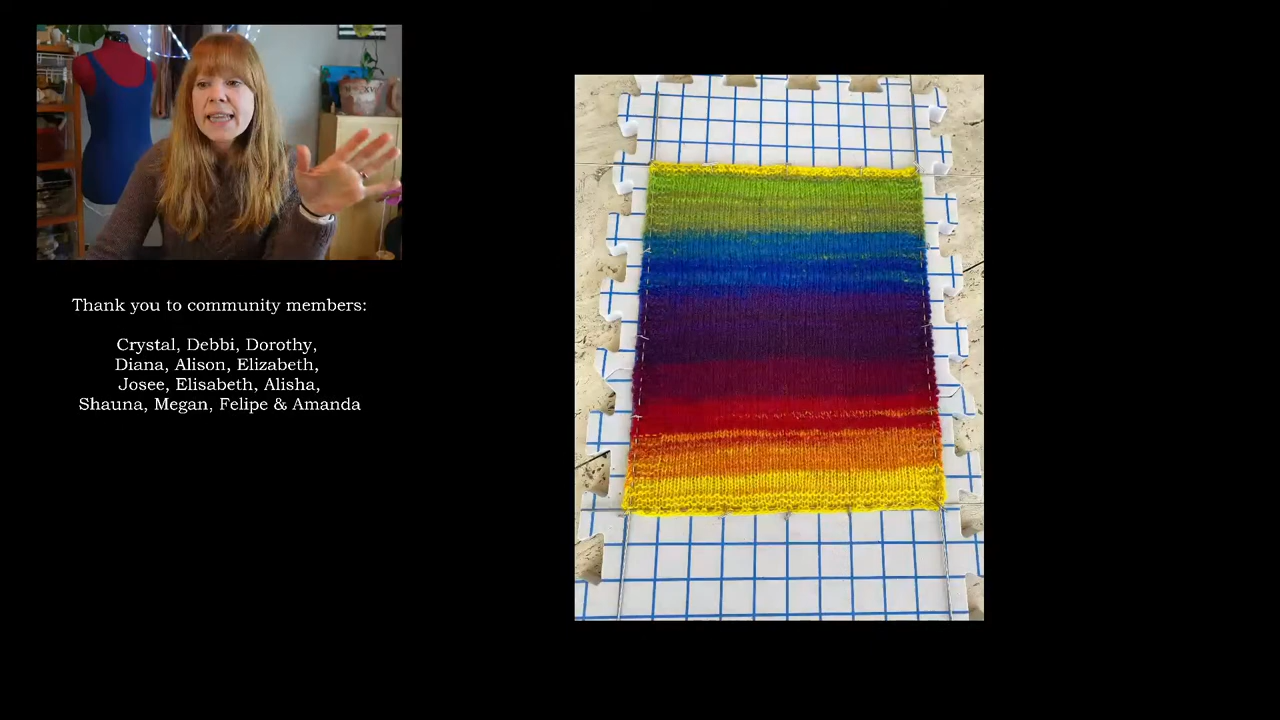 Thank you to community members:
Crystal, Debbi, Dorothy,
Diana, Alison, Elizabeth,
Josee, Elisabeth, Alisha,
Shauna, Megan, Felipe & Amanda